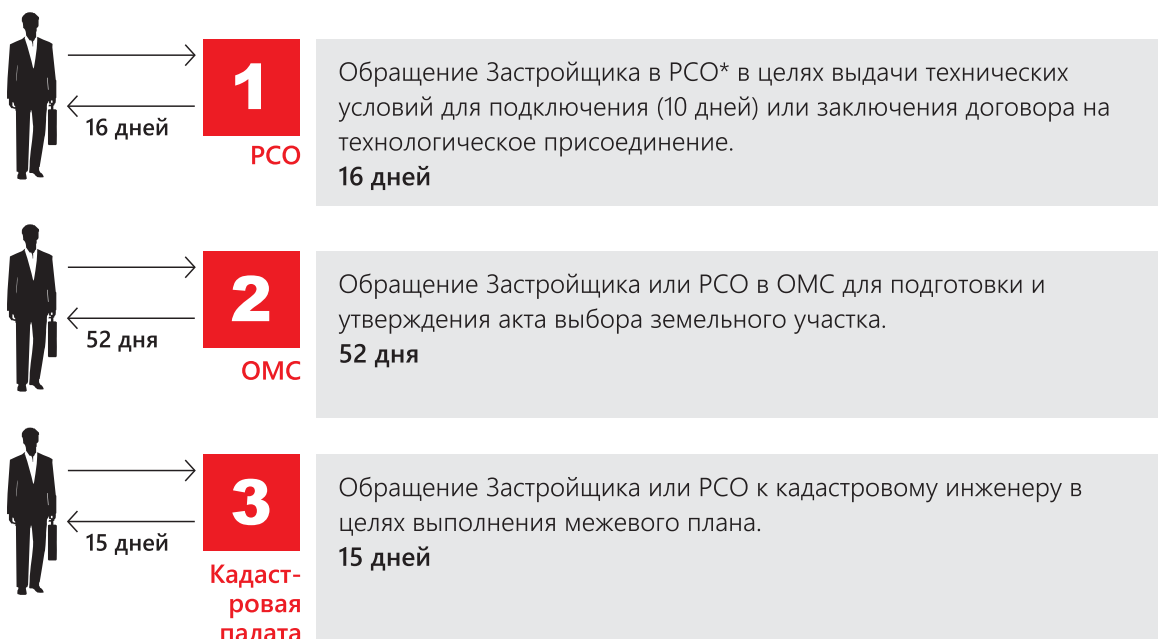 1
Обращение Застройщика в РСО* в целях выдачи технических
условий для подключения (10 дней) или заключения договора на
технологическое присоединение.
16 дней
16 дней
РСО
2
Обращение Застройщика или РСО в ОМС для подготовки и
утверждения акта выбора земельного участка.
52 дня
52 дня
ОМС
3
Обращение Застройщика или РСО к кадастровому инженеру в
целях выполнения межевого плана.
15 дней
15 дней
Кадаст-
ровая
палата